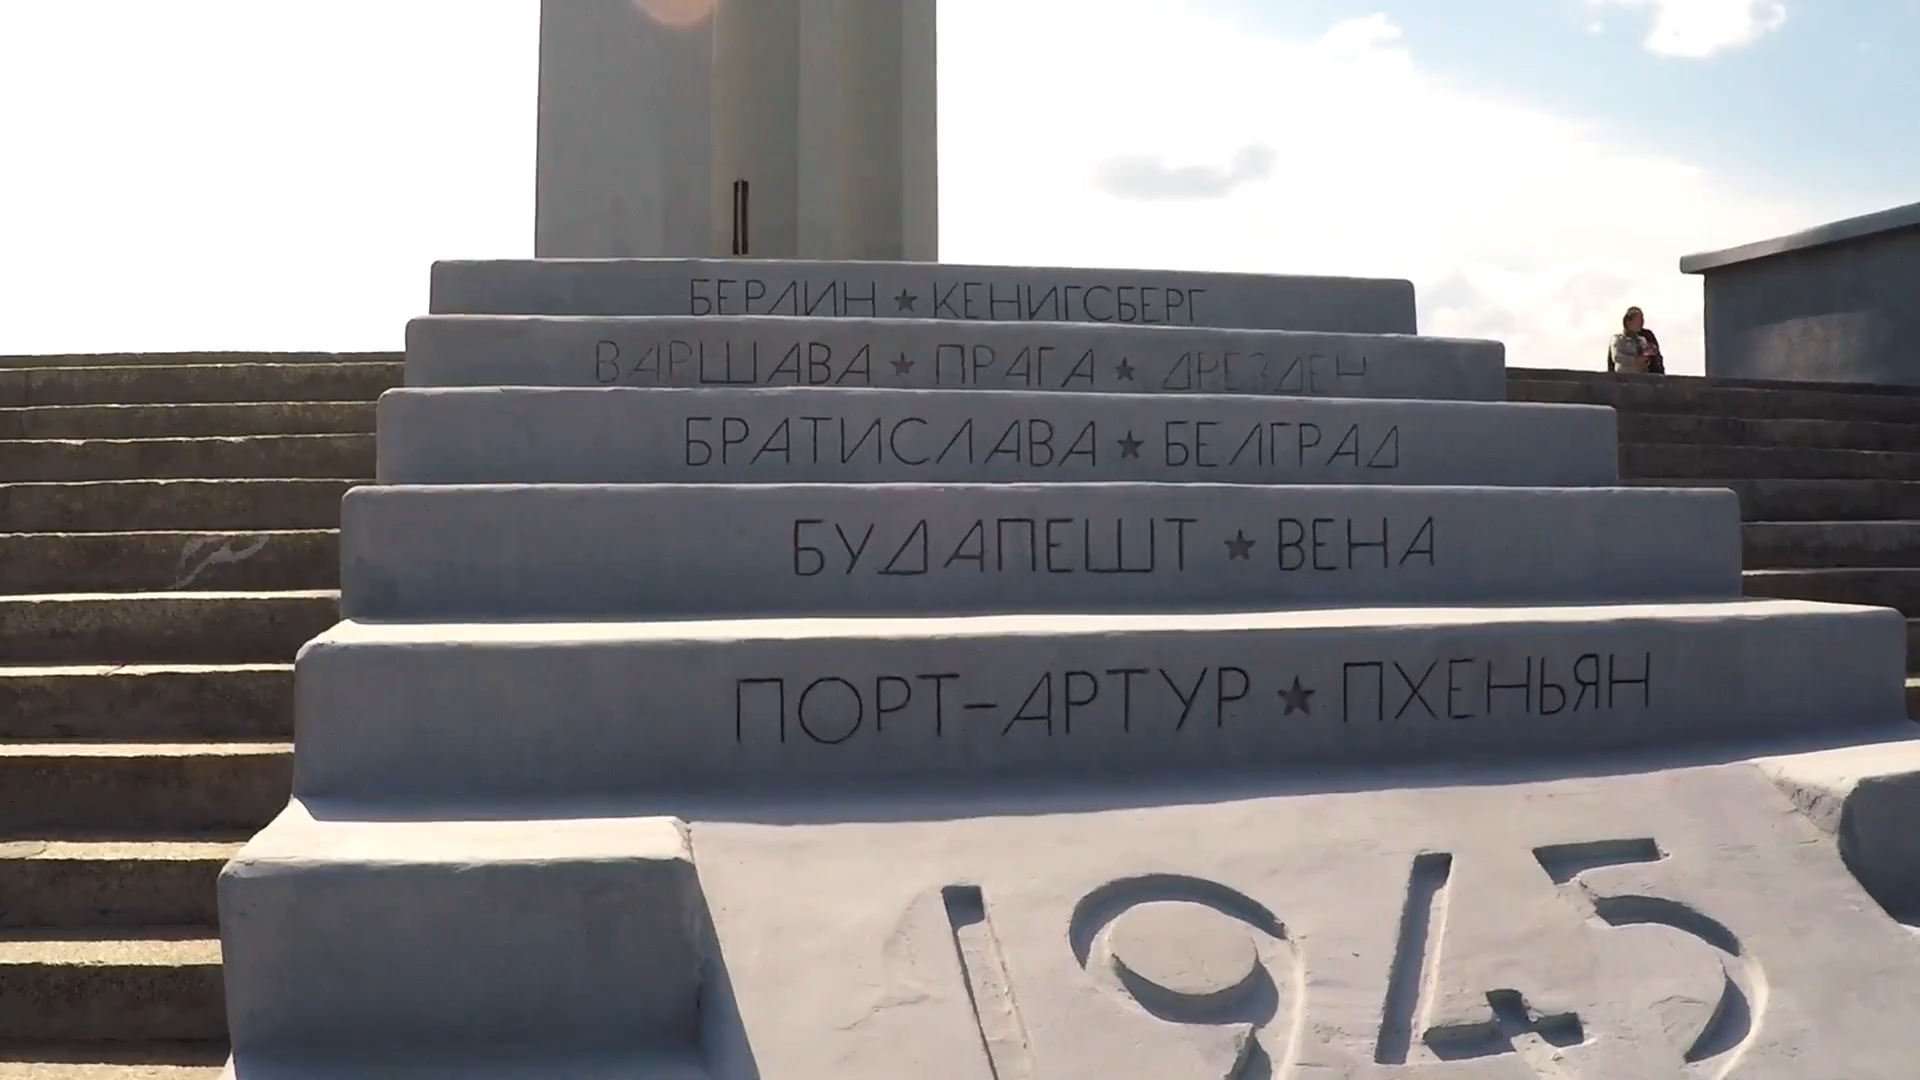 БЕРЛИН ★ КЕНИГСБЕРГ
ВАРШАВА ★ ПРАГА ★ ДРЕЗДЕН
БРАТИСЛАВА ★ БЕЛГРАД
БУДАПЕШТ ★ ВЕНА
ПОРТ-АРТУР ★ ПХЕНЬЯН
1945